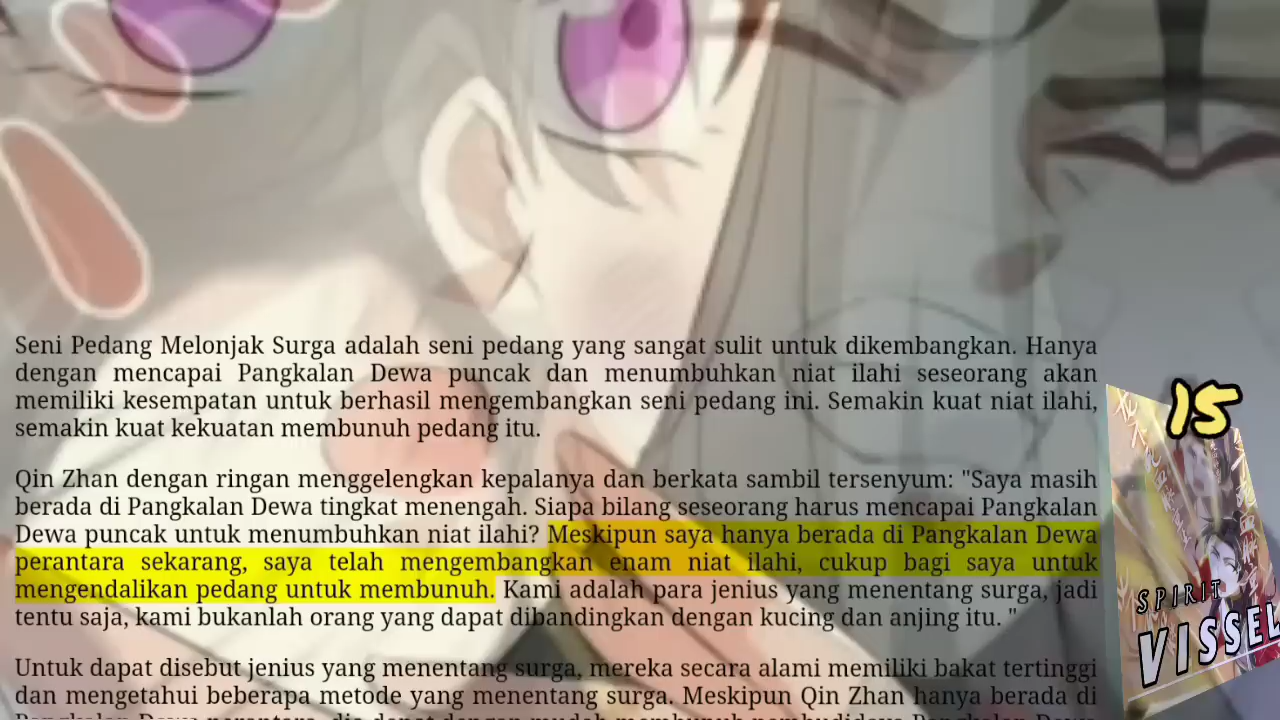 Seni Pedang Melonjak Surga adalah seni pedang yang sangat sulit untuk dikembangkan. Hanya
dengan mencapai Pangkalan Dewa puncak dan menumbuhkan niat ilahi seseorang akan
memiliki kesempatan untuk berhasil mengembangkan seni pedang ini. Semakin kuat niat ilahi,
semakin kuat kekuatan membunuh pedang itu.
Qin Zhan dengan ringan menggelengkan kepalanya dan berkata sambil tersenyum: "Saya masih
berada di Pangkalan Dewa tingkat menengah. Siapa bilang seseorang harus mencapai Pangkalan
Dewa puncak untuk menumbuhkan niat ilahi? Meskipun saya hanya berada di Pangkalan Dewa
perantara sekarang, saya telah mengembangkan enam niat ilahi, cukup bagi saya untuk
mengendalikan pedang untuk membunuh. Kami adalah para jenius yang menentang surga, jadi
tentu saja, kami bukanlah orang yang dapat dibandingkan dengan kucing dan anjing itu. "
Untuk dapat disebut jenius yang menentang surga, mereka secara alami memiliki bakat tertinggi
dan mengetahui beberapa metode yang menentang surga. Meskipun Qin Zhan hanya berada di
15
SPIRIT
VISSEL